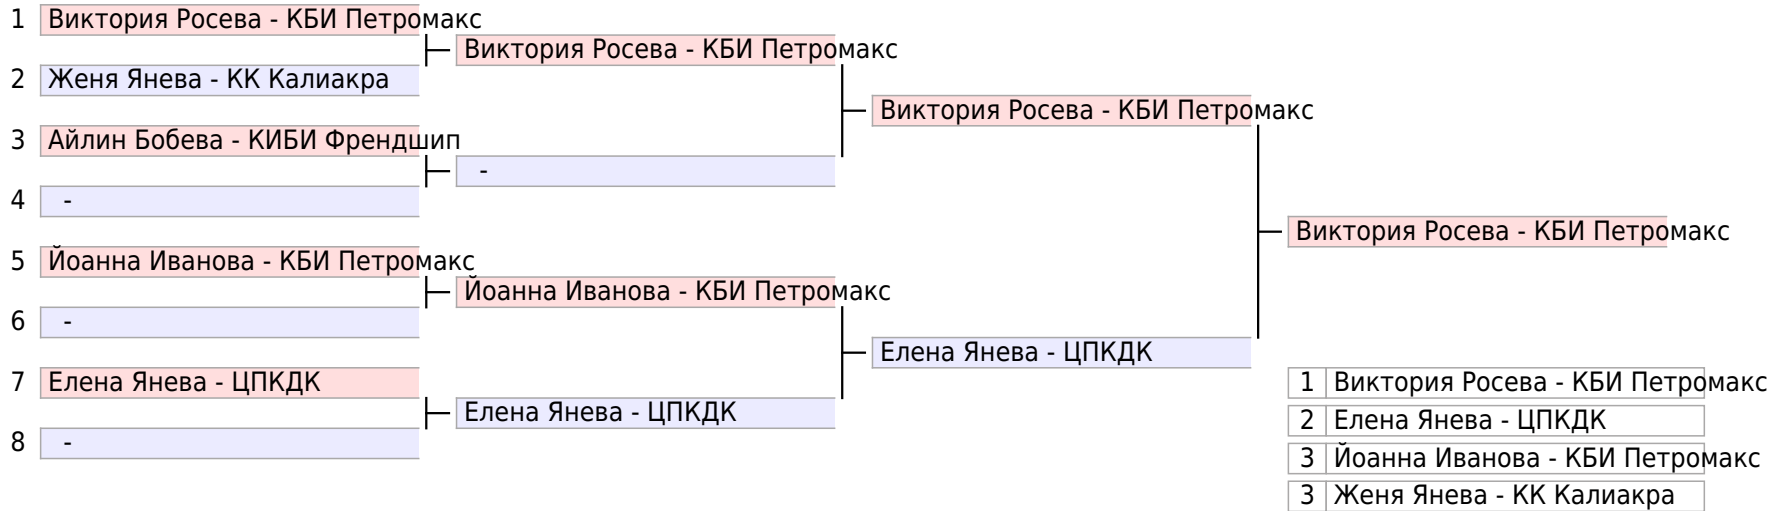 1 Виктория Росева - КБИ Петромакс
Виктория Росева - КБИ Петромакс
2 Женя Янева - КК Калиакра
Виктория Росева - КБИ Петромакс
3 Айлин Бобева - КИБИ Френдшип
-
4 -
Виктория Росева - КБИ Петромакс
5 Йоанна Иванова - КБИ Петромакс
Йоанна Иванова - КБИ Петромакс
6 -
Елена Янева - ЦПКДК
7 Елена Янева - ЦПКДК
Елена Янева - ЦПКДК
8 -
1 Виктория Росева - КБИ Петромакс
2 Елена Янева - ЦПКДК
3 Йоанна Иванова - КБИ Петромакс
3 Женя Янева - КК Калиакра